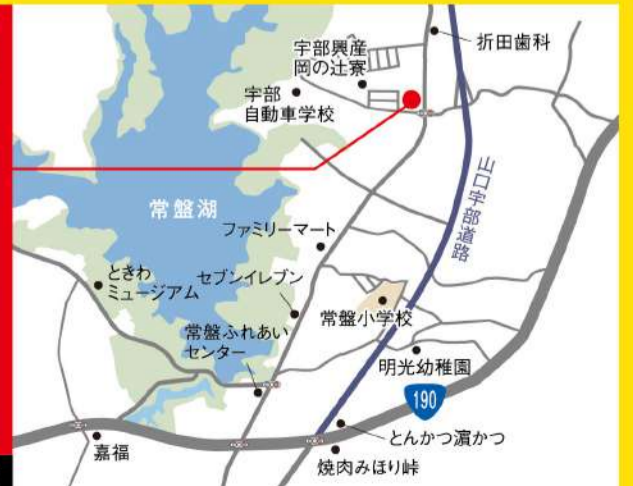 折田歯科
宇部興産
岡の辻寮
宇部
自動車学校
山口宇部道路
常盤湖
ファミリーマート
ときわ
ミュージアム
セブンイレブン
常盤小学校
常盤ふれあい
センター
明光幼稚園
190
とんかつ濵かつ
嘉福
焼肉みほり峠